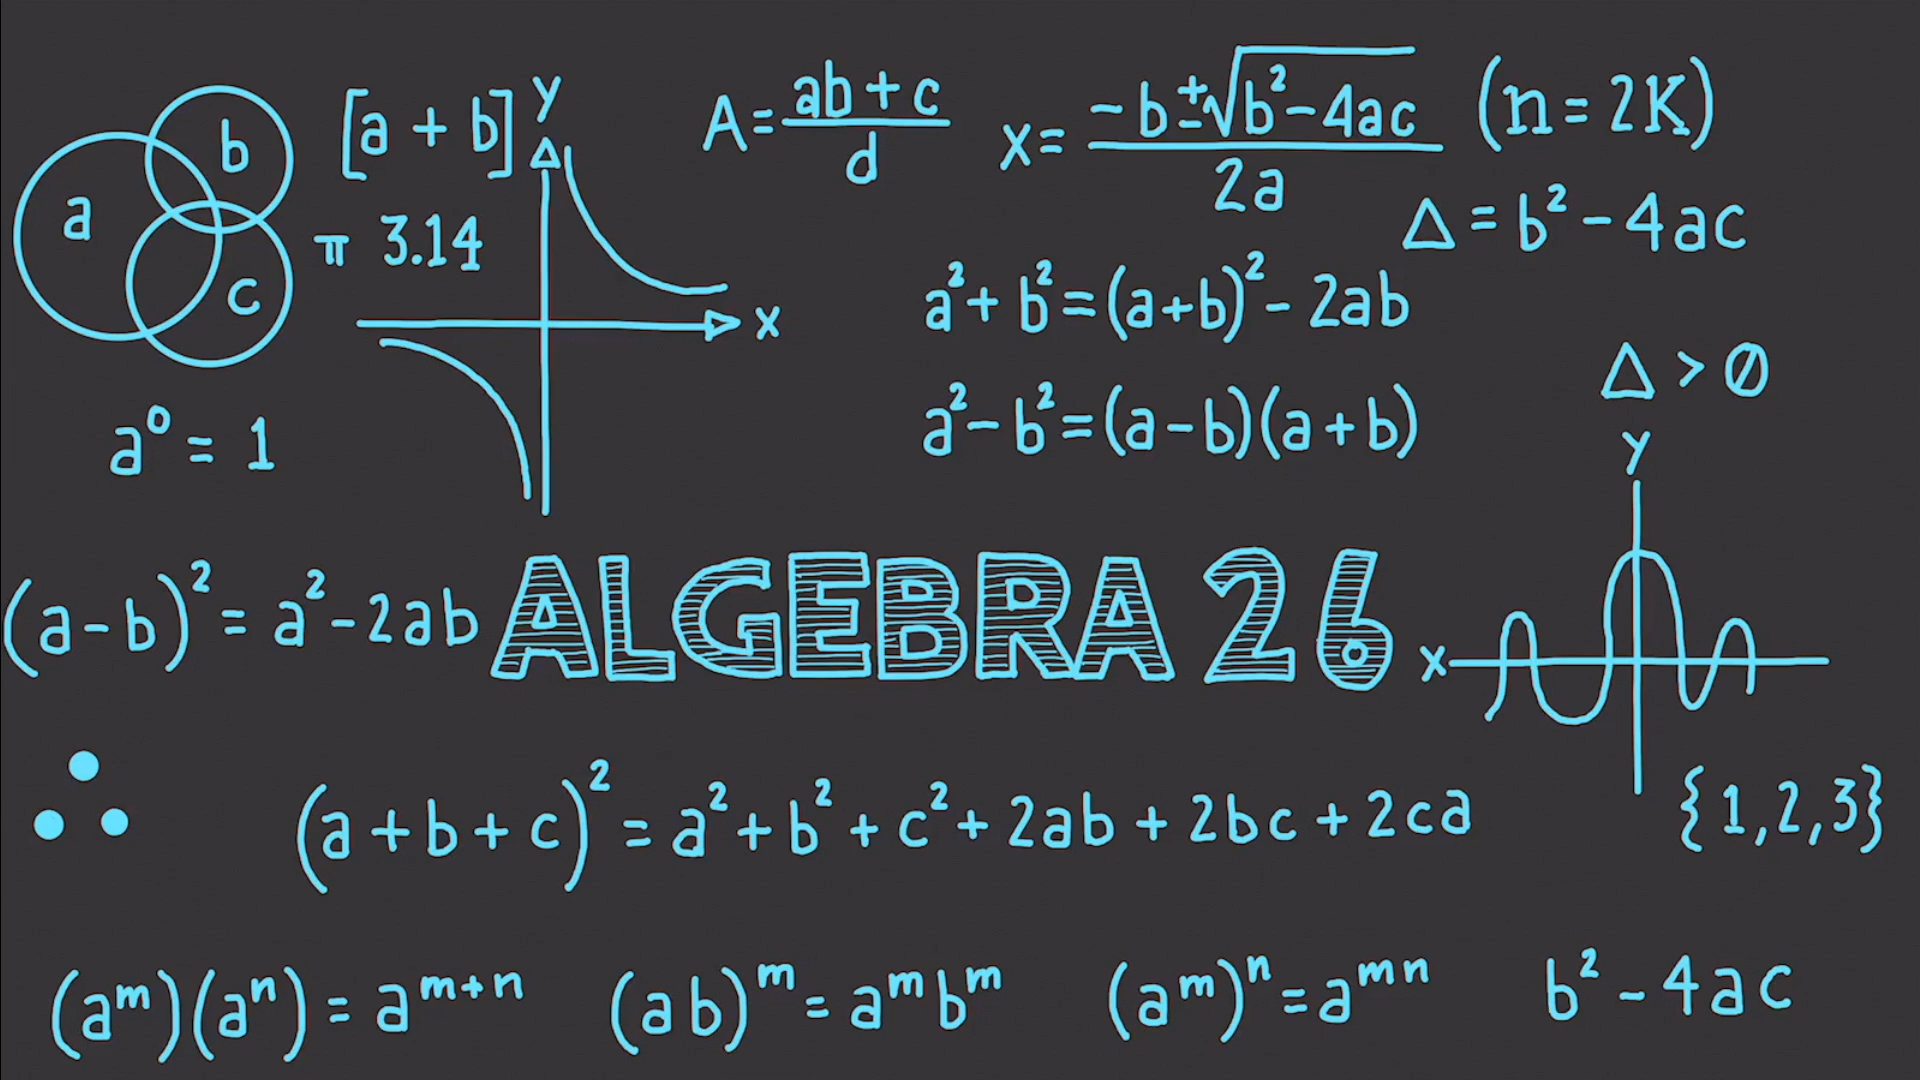 a
b
c
[a + b]
π 3.14
a⁰ = 1
y
x
A = (ab + c)/d
x = (-b ± √(b² - 4ac))/2a
(n = 2K)
Δ = b² - 4ac
a² + b² = (a+b)² - 2ab
a² - b² = (a-b)(a+b)
Δ > 0
y
x
(a-b)² = a² - 2ab
ALGEBRA 26
∴
(a + b + c)² = a² + b² + c² + 2ab + 2bc + 2ca
{1,2,3}
(aᵐ)(aⁿ) = aᵐ⁺ⁿ
(ab)ᵐ = aᵐbᵐ
(aᵐ)ⁿ = aᵐⁿ
b² - 4ac